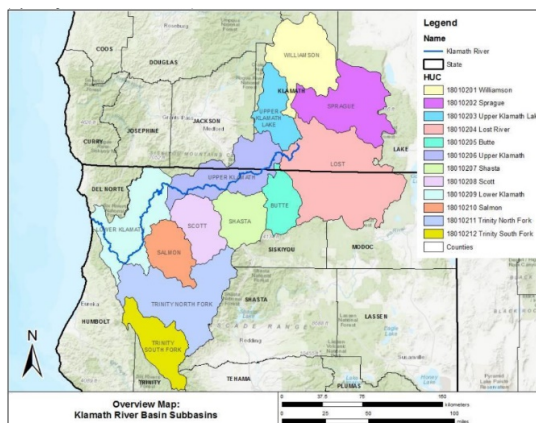 COOS
DOUGLAS
WILLIAMSON
KLAMATH
SPRAGUE
UPPER
KLAMATH
LAKE
JACKSON
JOSEPHINE
CURRY
LAKE
LOST
DEL NORTE
UPPER KLAMATH
LOWER KLAMATH
SCOTT
SHASTA
BUTTE
SISKIYOU
MODOC
SALMON
TRINITY NORTH FORK
SHASTA
LASSEN
HUMBOLT
Eureka
Redding
TRINITY
SOUTH FORK
TRINITY
TEHAMA
PLUMAS
N
Legend
Name
Klamath River
State
HUC
18010201 Williamson
18010202 Sprague
18010203 Upper Klamath Lak
18010204 Lost River
18010205 Butte
18010206 Upper Klamath
18010207 Shasta
18010208 Scott
18010209 Lower Klamath
18010210 Salmon
18010211 Trinity North Fork
18010212 Trinity South Fork
Counties
Overview Map:
Klamath River Basin Subbasins
0 37.5 75 150
kilometers
0 25 50 100
miles